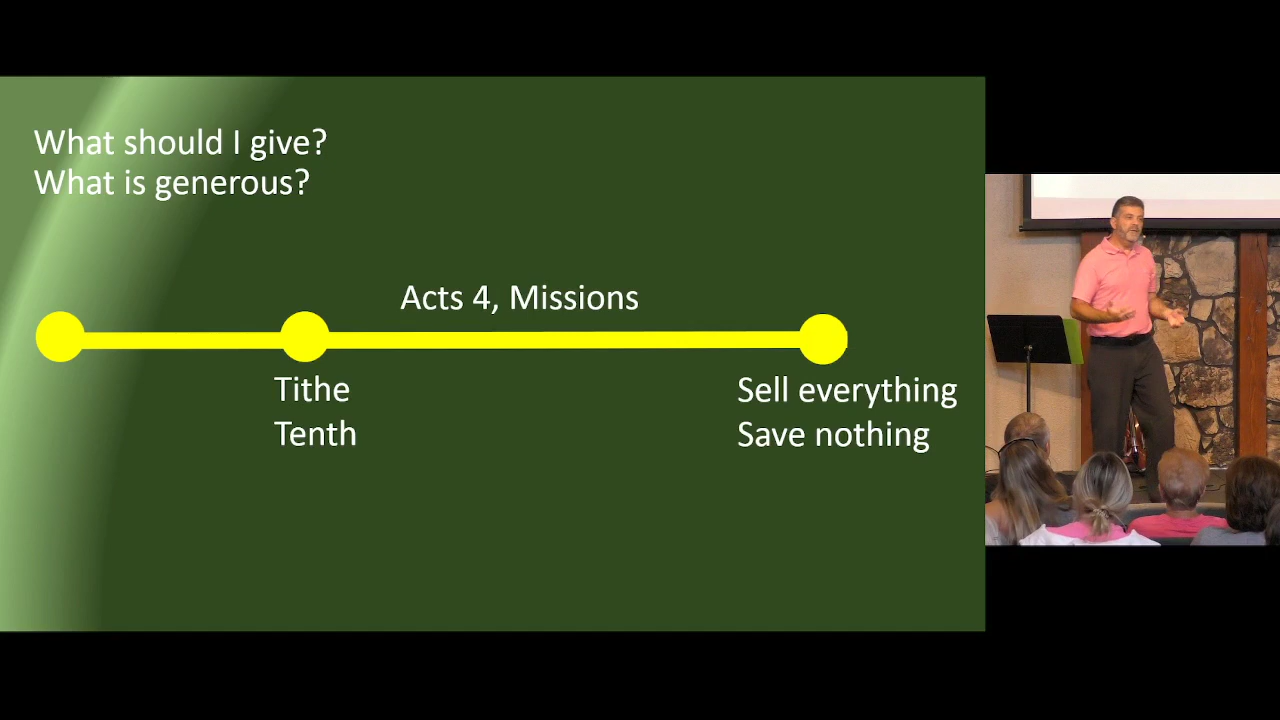 What should I give?
What is generous?
Acts 4, Missions
Tithe
Tenth
Sell everything
Save nothing